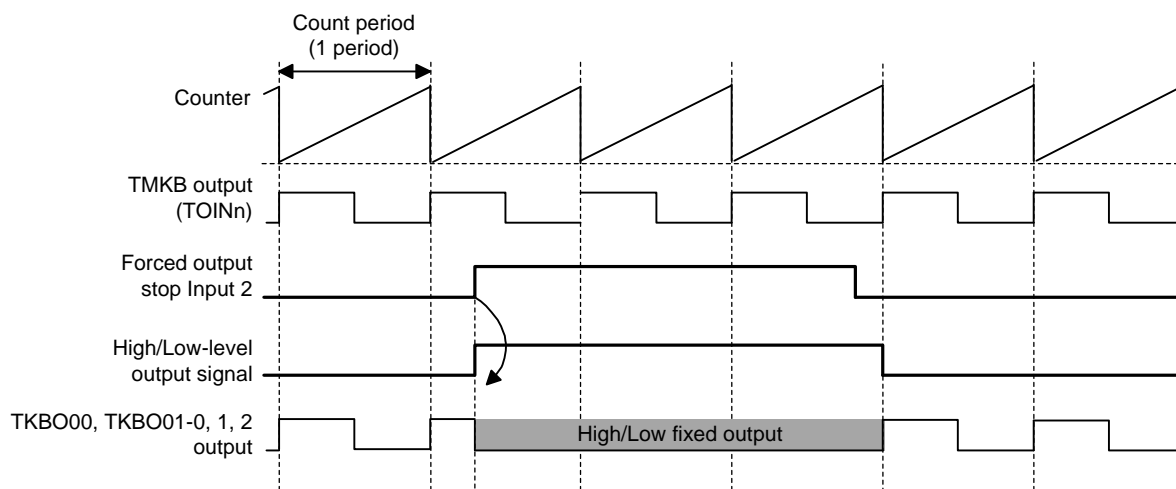 Count period
(1 period)
Counter
TMKB output
(TOINn)
Forced output
stop Input 2
High/Low-level
output signal
TKBO00, TKBO01-0, 1, 2
output
High/Low fixed output